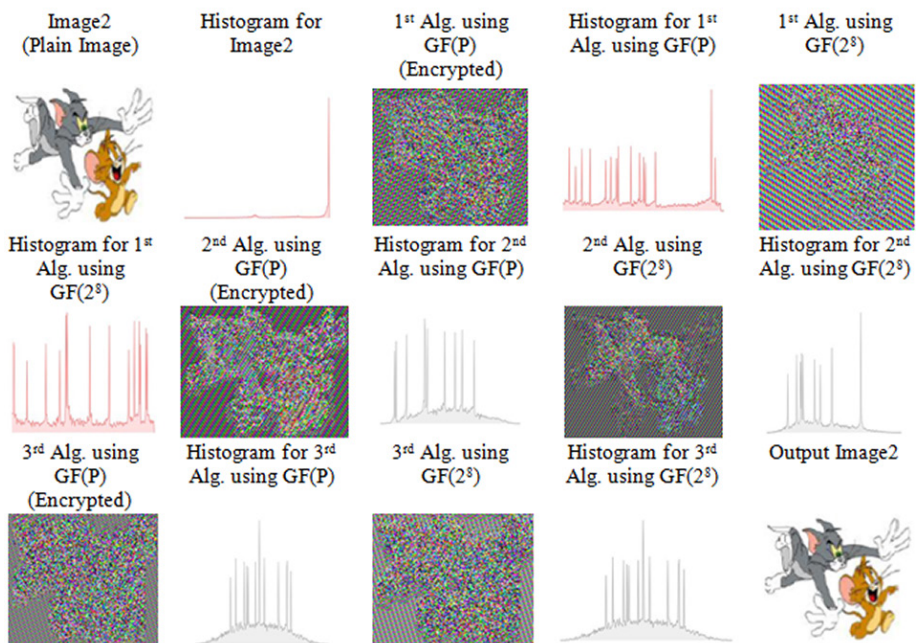 Image2
(Plain Image)
Histogram for
Image2
1st Alg. using
GF(P)
(Encrypted)
Histogram for 1st
Alg. using GF(P)
1st Alg. using
GF(2⁸)
Histogram for 1st
Alg. using
GF(2⁸)
2nd Alg. using
GF(P)
(Encrypted)
Histogram for 2nd
Alg. using GF(P)
2nd Alg. using
GF(2⁸)
Histogram for 2nd
Alg. using GF(2⁸)
3rd Alg. using
GF(P)
(Encrypted)
Histogram for 3rd
Alg. using GF(P)
3rd Alg. using
GF(2⁸)
Histogram for 3rd
Alg. using GF(2⁸)
Output Image2